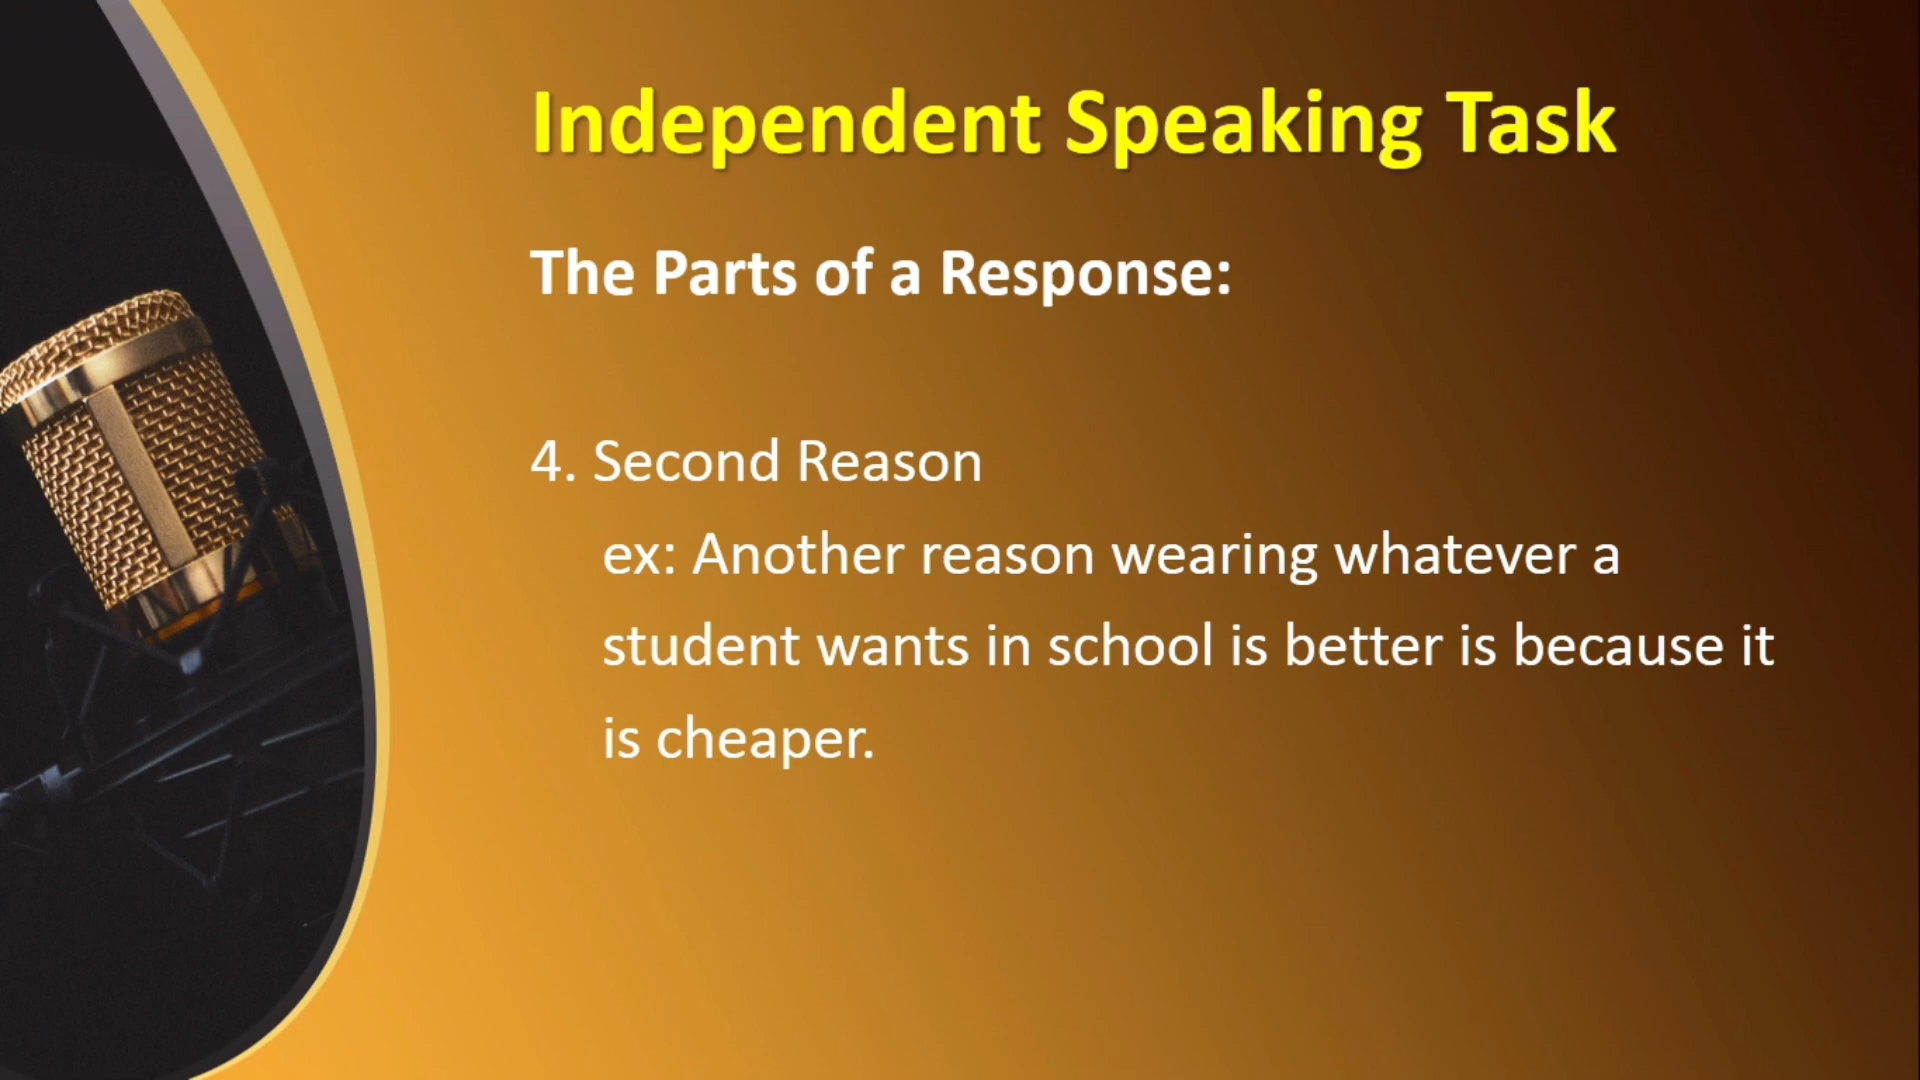 Independent Speaking Task
The Parts of a Response:
4. Second Reason
ex: Another reason wearing whatever a
student wants in school is better is because it
is cheaper.